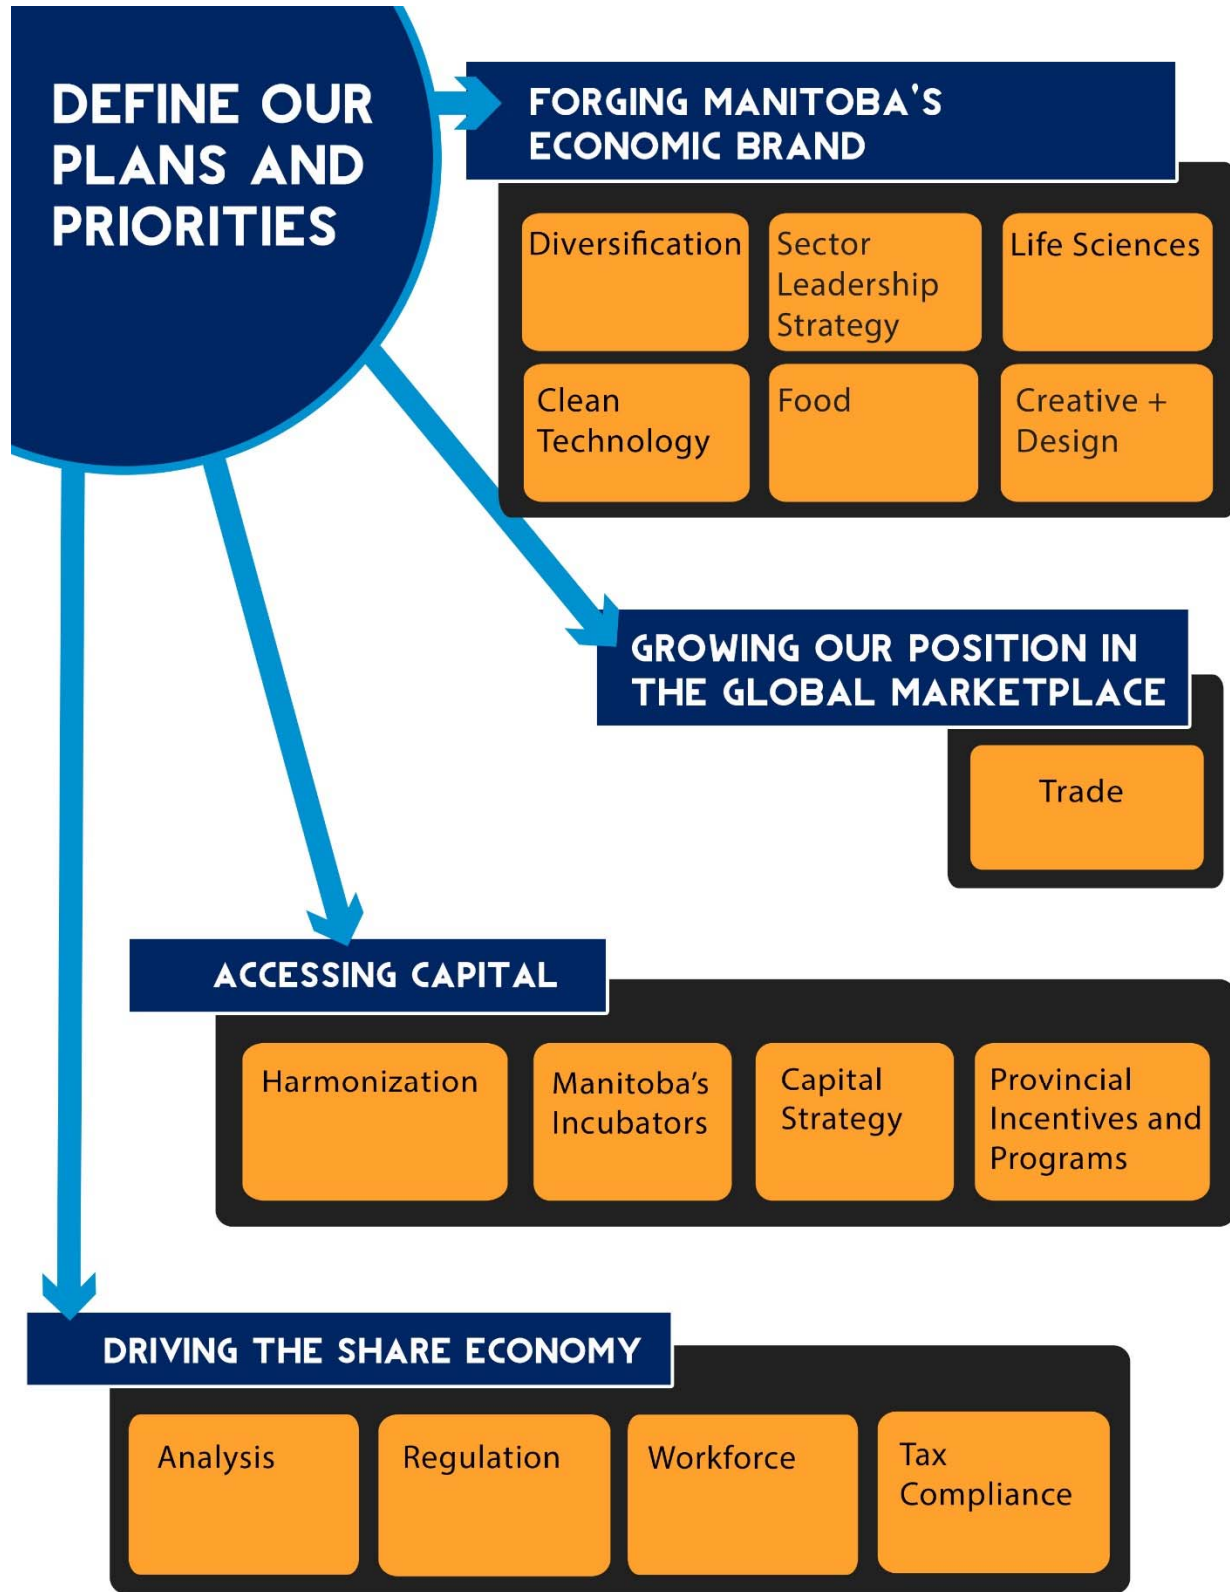 DEFINE OUR
PLANS AND
PRIORITIES
FORGING MANITOBA'S
ECONOMIC BRAND
Diversification
Sector
Leadership
Strategy
Life Sciences
Clean
Technology
Food
Creative +
Design
GROWING OUR POSITION IN
THE GLOBAL MARKETPLACE
Trade
ACCESSING CAPITAL
Harmonization
Manitoba's
Incubators
Capital
Strategy
Provincial
Incentives and
Programs
DRIVING THE SHARE ECONOMY
Analysis
Regulation
Workforce
Tax
Compliance